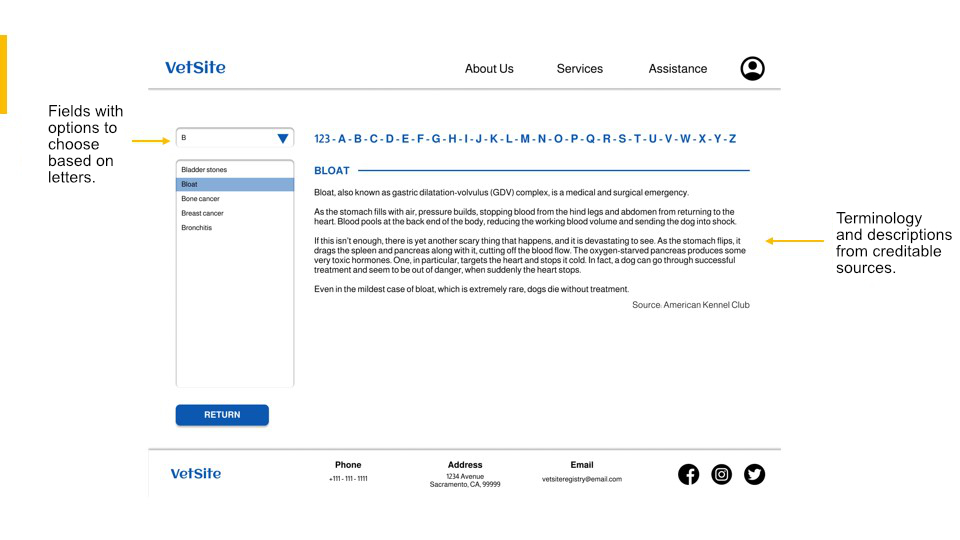 VetSite
About Us
Services
Assistance
Fields with
options to
choose
based on
letters.
B
123 - A - B - C - D - E - F - G - H - I - J - K - L - M - N - O - P - Q - R - S - T - U - V - W - X - Y - Z
Bladder stones
Bloat
Bone cancer
Breast cancer
Bronchitis
BLOAT
Bloat, also known as gastric dilatation-volvulus (GDV) complex, is a medical and surgical emergency.
As the stomach fills with air, pressure builds, stopping blood from the hind legs and abdomen from returning to the
heart. Blood pools at the back end of the body, reducing the working blood volume and sending the dog into shock.
If this isn't enough, there is yet another scary thing that happens, and it is devastating to see. As the stomach flips, it
drags the spleen and pancreas along with it, cutting off the blood flow. The oxygen-starved pancreas produces some
very toxic hormones. One, in particular, targets the heart and stops it cold. In fact, a dog can go through successful
treatment and seem to be out of danger, when suddenly the heart stops.
Even in the mildest case of bloat, which is extremely rare, dogs die without treatment.
Source: American Kennel Club
Terminology
and descriptions
from creditable
sources.
RETURN
VetSite
Phone
+111 - 111 - 1111
Address
1234 Avenue
Sacramento, CA, 99999
Email
vetsiteregistry@email.com